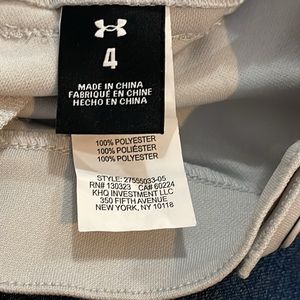 4
MADE IN CHINA
FABRIQUÉ EN CHINE
HECHO EN CHINA
100% POLYESTER
100% POLIÉSTER
100% POLYESTER
STYLE: 27555033-05
RN# 130323 CA# 60224
KHQ INVESTMENT LLC
350 FIFTH AVENUE
NEW YORK, NY 10118